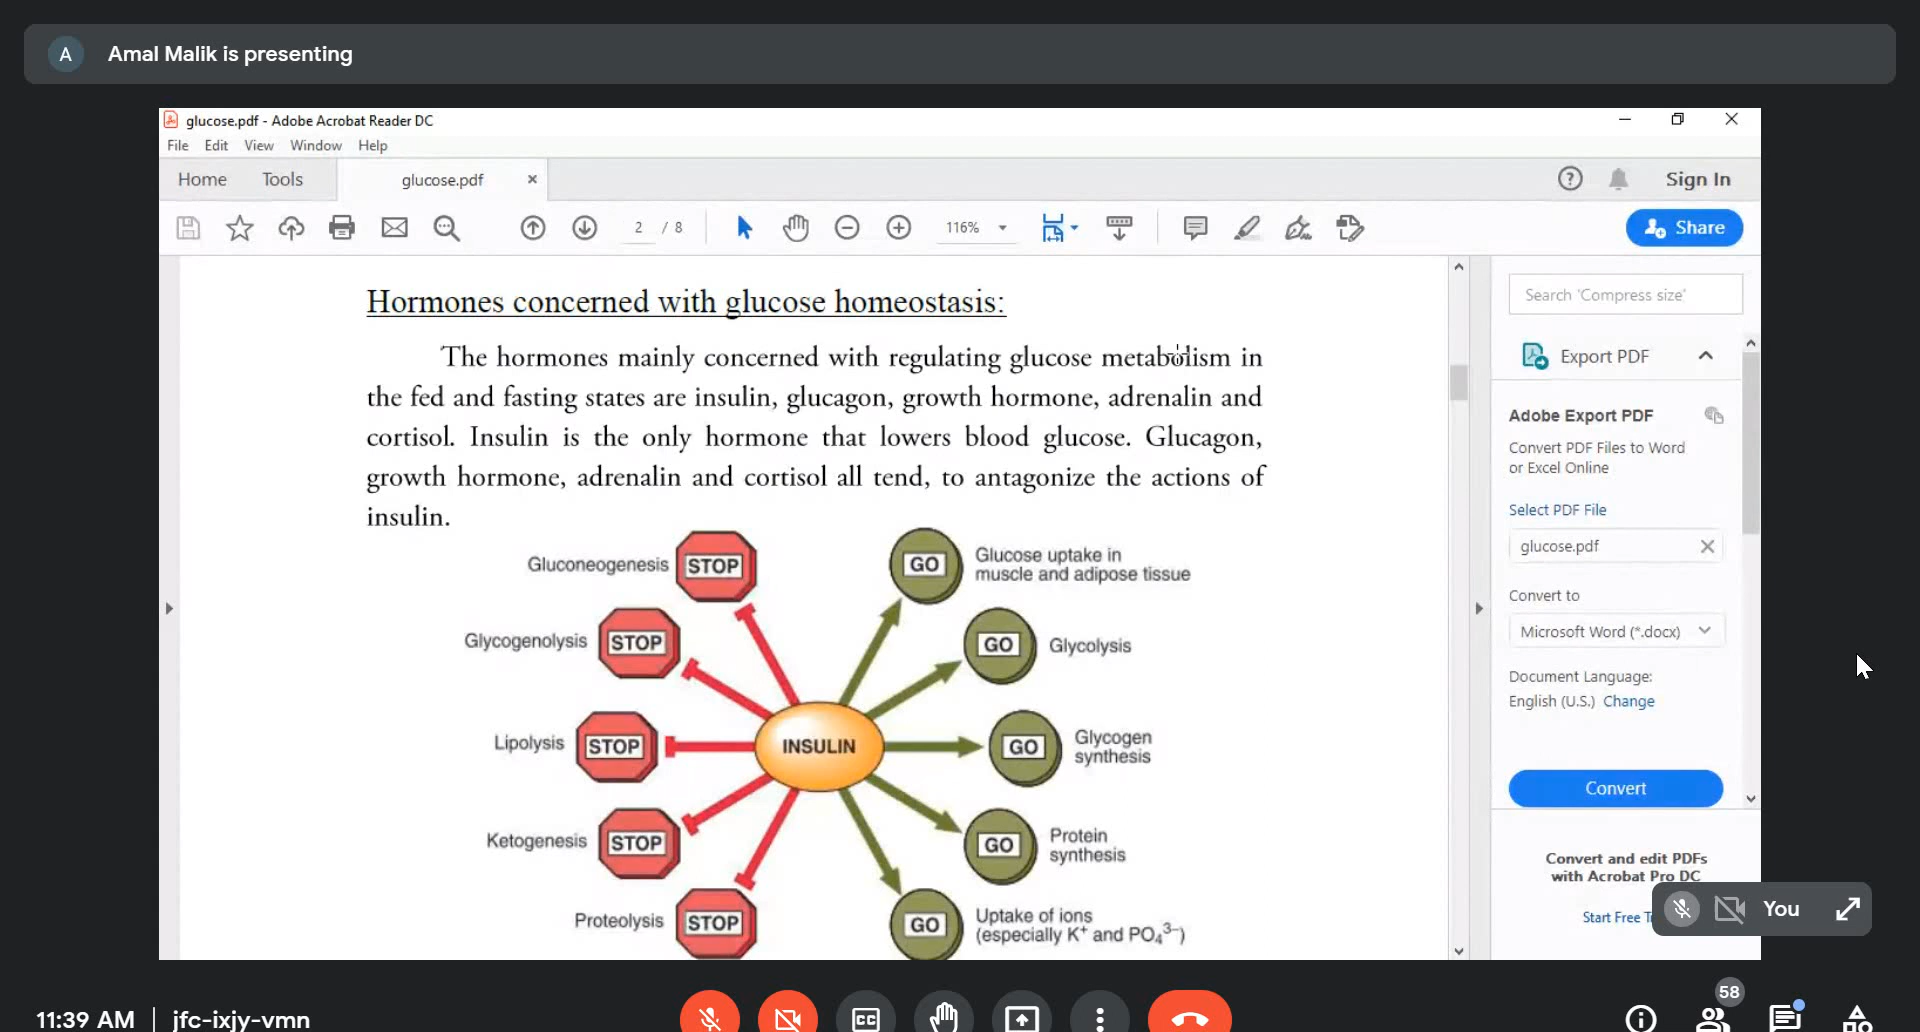 A Amal Malik is presenting
glucose.pdf - Adobe Acrobat Reader DC
File Edit View Window Help
Home Tools glucose.pdf × ? Sign In
2 / 8 116% Share
Hormones concerned with glucose homeostasis:
The hormones mainly concerned with regulating glucose metabolism in
the fed and fasting states are insulin, glucagon, growth hormone, adrenalin and
cortisol. Insulin is the only hormone that lowers blood glucose. Glucagon,
growth hormone, adrenalin and cortisol all tend, to antagonize the actions of
insulin.
Gluconeogenesis STOP
Glycogenolysis STOP
Lipolysis STOP
Ketogenesis STOP
Proteolysis STOP
INSULIN
GO Glucose uptake in
muscle and adipose tissue
GO Glycolysis
GO Glycogen
synthesis
GO Protein
synthesis
GO Uptake of ions
(especially K⁺ and PO₄³⁻)
Search 'Compress size'
Export PDF
Adobe Export PDF
Convert PDF Files to Word
or Excel Online
Select PDF File
glucose.pdf
Convert to
Microsoft Word (*.docx)
Document Language:
English (U.S.) Change
Convert
Convert and edit PDFs
with Acrobat Pro DC
Start Free
You
11:39 AM | jfc-ixjy-vmn
CC
58